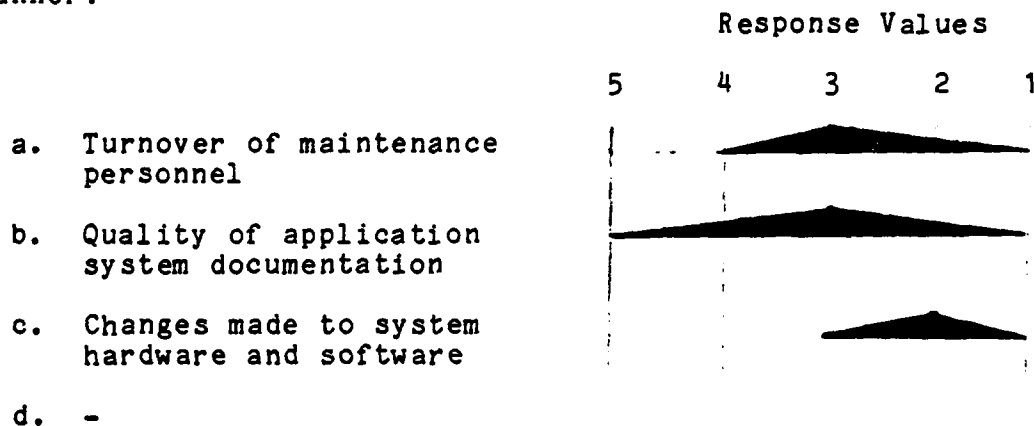 Response Values
5 4 3 2 1
a. Turnover of maintenance
personnel
b. Quality of application
system documentation
c. Changes made to system
hardware and software
d. -